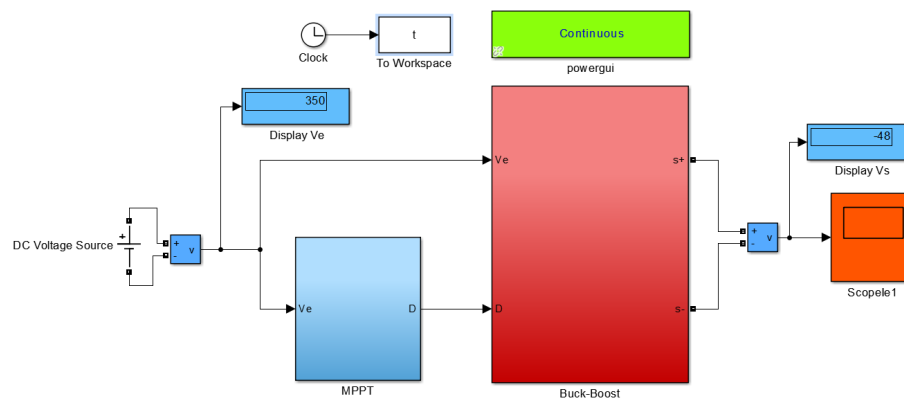 Clock
t
To Workspace
Continuous
powergui
350
Display Ve
-48
Display Vs
DC Voltage Source
+
+
-
v
Ve
D
MPPT
Ve
D
s+
s-
Buck-Boost
+
-
v
Scopele1